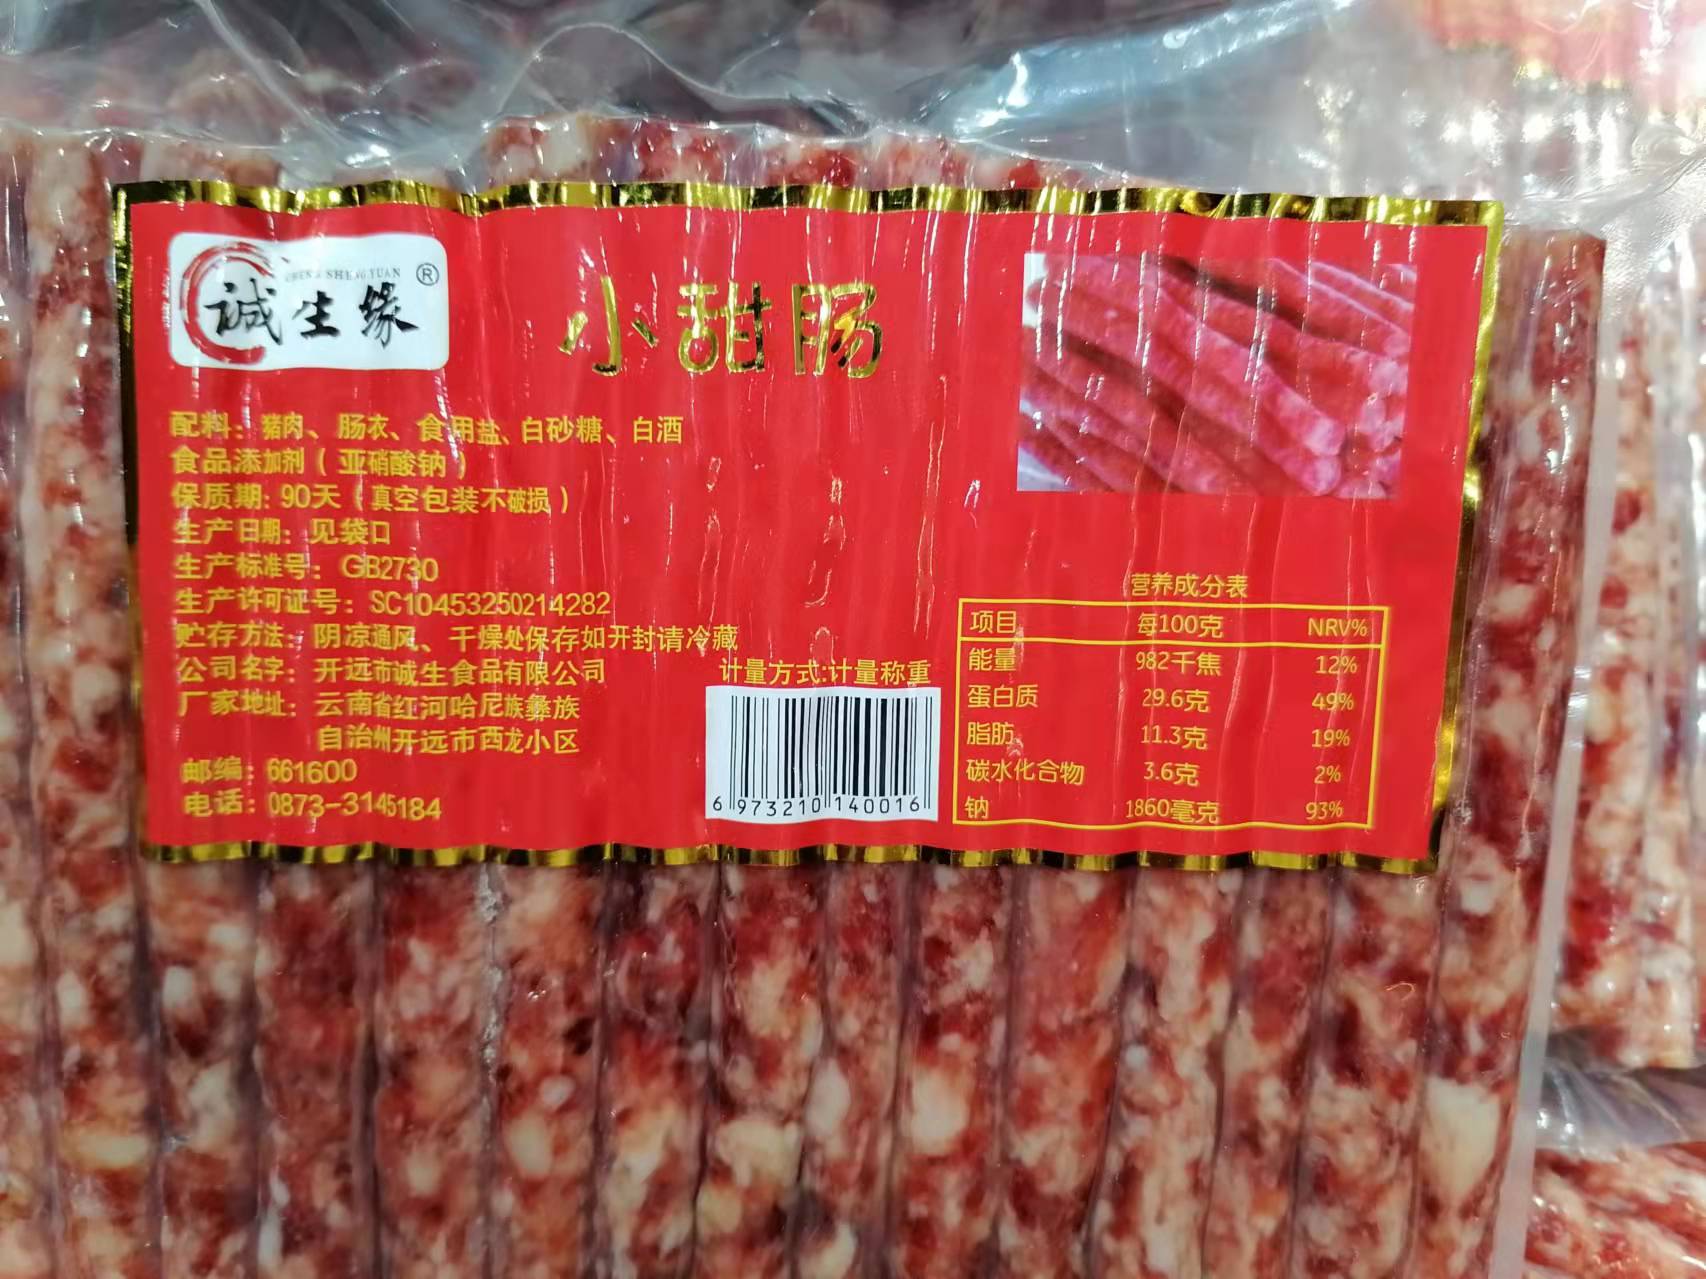 CHENG SHENG YUAN ®
诚生缘
小甜肠
配料：猪肉、肠衣、食用盐、白砂糖、白酒
食品添加剂（亚硝酸钠）
保质期：90天（真空包装不破损）
生产日期：见袋口
生产标准号：GB2730
生产许可证号：SC10453250214282
贮存方法：阴凉通风、干燥处保存如开封请冷藏
公司名字：开远市诚生食品有限公司
厂家地址：云南省红河哈尼族彝族
自治州开远市西龙小区
邮编：661600
电话：0873-3145184
计量方式:计量称重
6 973210 140016
营养成分表
项目 每100克 NRV%
能量 982千焦 12%
蛋白质 29.6克 49%
脂肪 11.3克 19%
碳水化合物 3.6克 2%
钠 1860毫克 93%